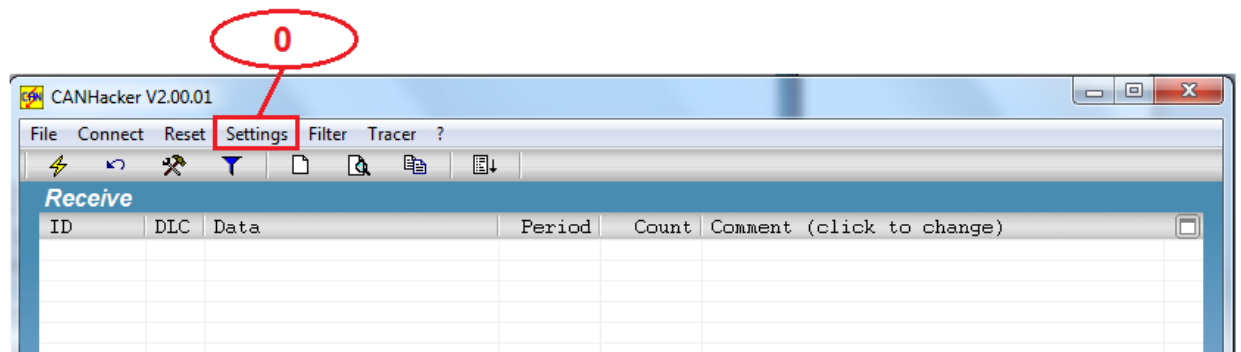 0
CAN CANHacker V2.00.01
File Connect Reset Settings Filter Tracer ?
Receive
ID DLC Data Period Count Comment (click to change)